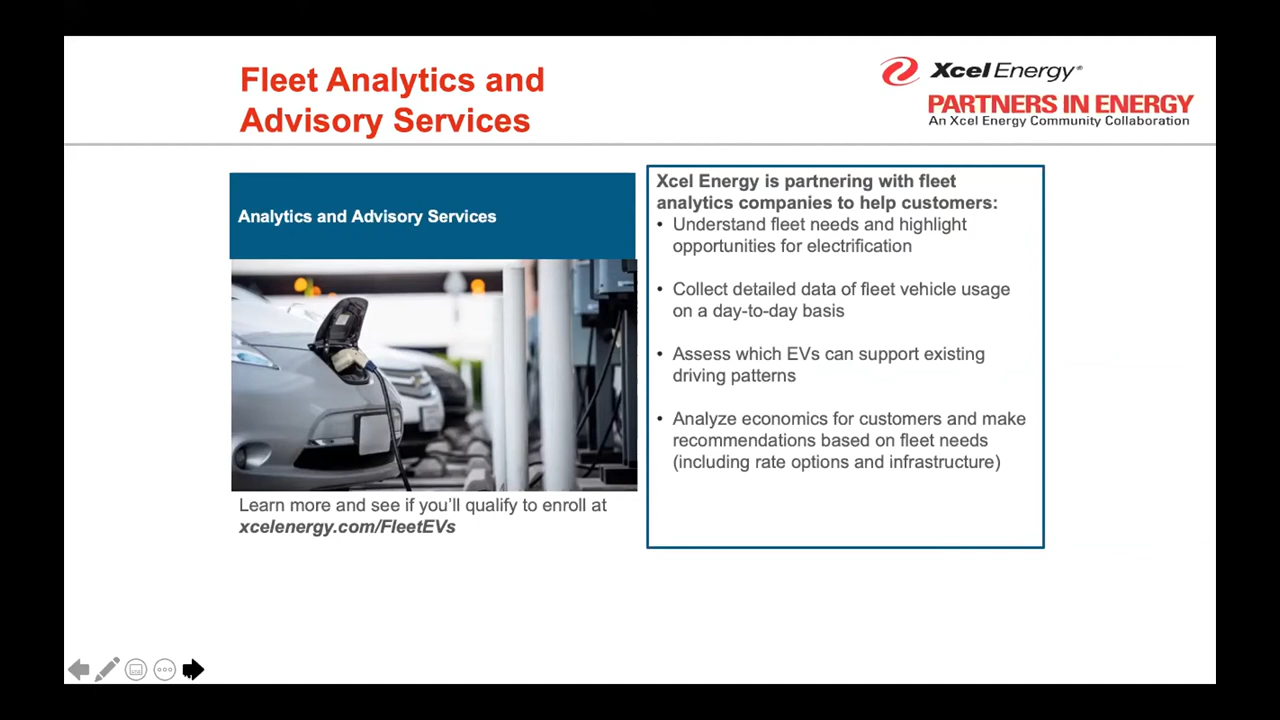 Fleet Analytics and
Advisory Services
Xcel Energy®
PARTNERS IN ENERGY
An Xcel Energy Community Collaboration
Analytics and Advisory Services
Learn more and see if you'll qualify to enroll at
xcelenergy.com/FleetEVs
Xcel Energy is partnering with fleet
analytics companies to help customers:
• Understand fleet needs and highlight
opportunities for electrification
• Collect detailed data of fleet vehicle usage
on a day-to-day basis
• Assess which EVs can support existing
driving patterns
• Analyze economics for customers and make
recommendations based on fleet needs
(including rate options and infrastructure)